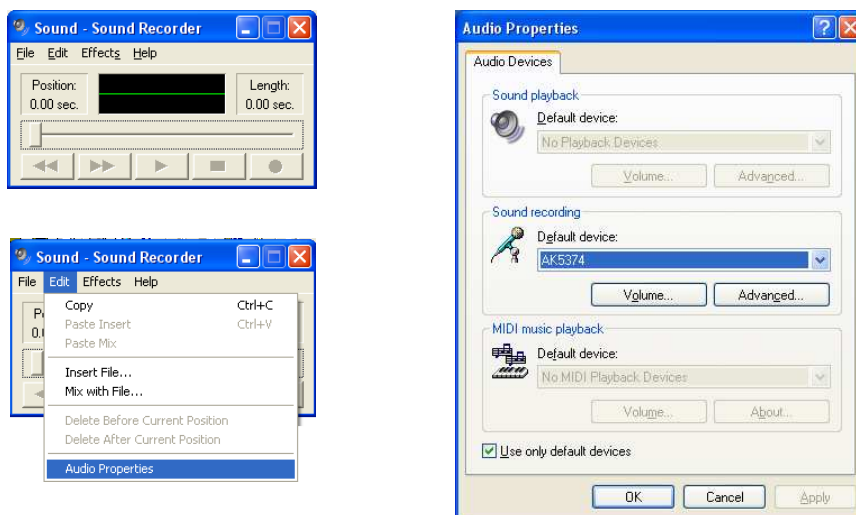 Sound - Sound Recorder
File Edit Effects Help
Position:
0.00 sec.
Length:
0.00 sec.
Sound - Sound Recorder
File Edit Effects Help
Copy Ctrl+C
Paste Insert Ctrl+V
Paste Mix
Insert File...
Mix with File...
Delete Before Current Position
Delete After Current Position
Audio Properties
Audio Properties
Audio Devices
Sound playback
Default device:
No Playback Devices
Volume... Advanced...
Sound recording
Default device:
AK5374
Volume... Advanced...
MIDI music playback
Default device:
No MIDI Playback Devices
Volume... About...
Use only default devices
OK Cancel Apply